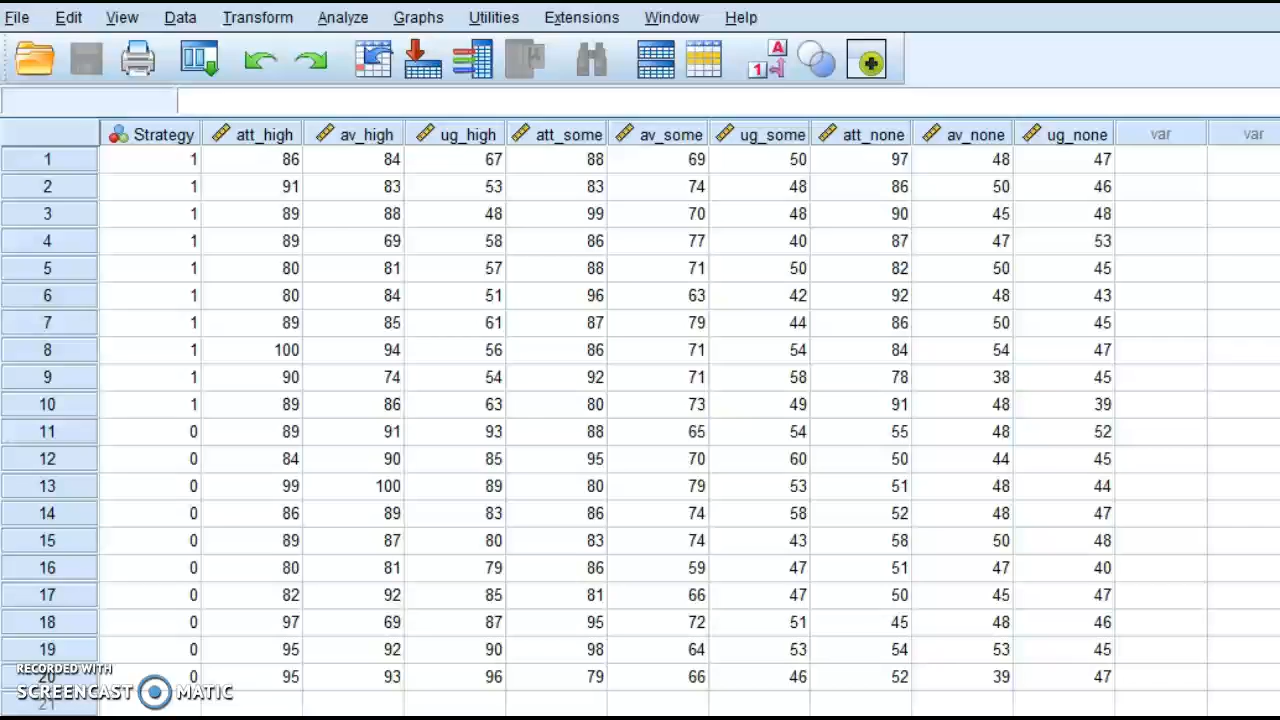 File Edit View Data Transform Analyze Graphs Utilities Extensions Window Help
A
1
Strategy att_high av_high ug_high att_some av_some ug_some att_none av_none ug_none var var
1 1 86 84 67 88 69 50 97 48 47
2 1 91 83 53 83 74 48 86 50 46
3 1 89 88 48 99 70 48 90 45 48
4 1 89 69 58 86 77 40 87 47 53
5 1 80 81 57 88 71 50 82 50 45
6 1 80 84 51 96 63 42 92 48 43
7 1 89 85 61 87 79 44 86 50 45
8 1 100 94 56 86 71 54 84 54 47
9 1 90 74 54 92 71 58 78 38 45
10 1 89 86 63 80 73 49 91 48 39
11 0 89 91 93 88 65 54 55 48 52
12 0 84 90 85 95 70 60 50 44 45
13 0 99 100 89 80 79 53 51 48 44
14 0 86 89 83 86 74 58 52 48 47
15 0 89 87 80 83 74 43 58 50 48
16 0 80 81 79 86 59 47 51 47 40
17 0 82 92 85 81 66 47 50 45 47
18 0 97 69 87 95 72 51 45 48 46
19 0 95 92 90 98 64 53 54 53 45
RECORDED WITH
20 0 95 93 96 79 66 46 52 39 47
SCREENCAST MATIC
21